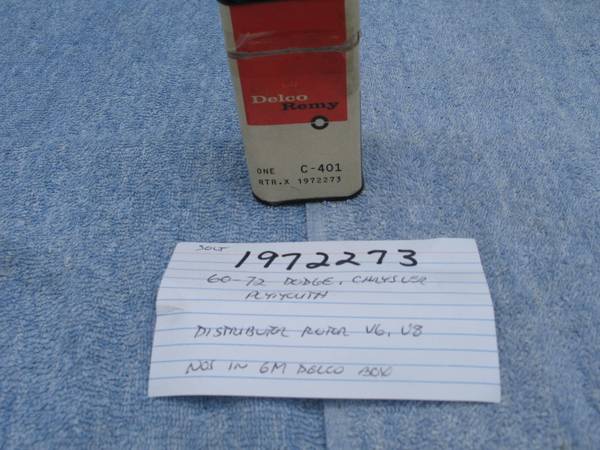 Delco
Remy
ONE C-401
RTR.X 1972273
1972273
60-72 DODGE, CHRYSLER
PLYMOUTH
DISTRIBUTOR ROTOR V6, V8
NOS IN GM DELCO BOX